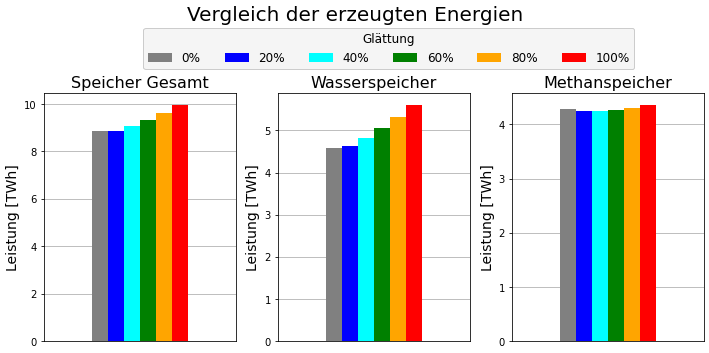 Vergleich der erzeugten Energien
Glättung
0% 20% 40% 60% 80% 100%
Speicher Gesamt
Leistung [TWh]
10
8
6
4
2
0
Wasserspeicher
Leistung [TWh]
5
4
3
2
1
0
Methanspeicher
Leistung [TWh]
4
3
2
1
0